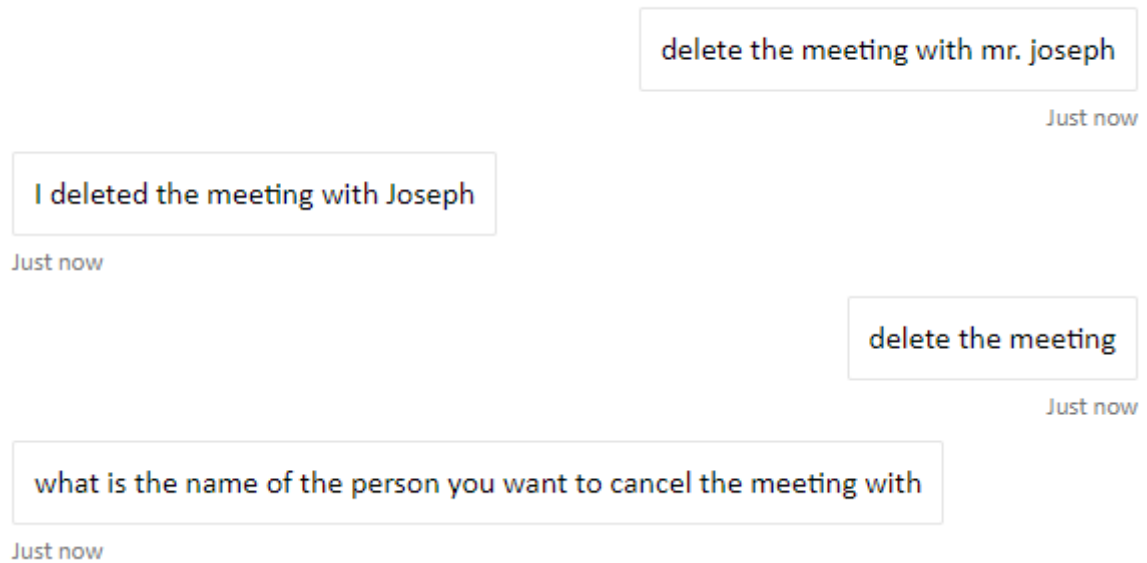 delete the meeting with mr. joseph
Just now
I deleted the meeting with Joseph
Just now
delete the meeting
Just now
what is the name of the person you want to cancel the meeting with
Just now